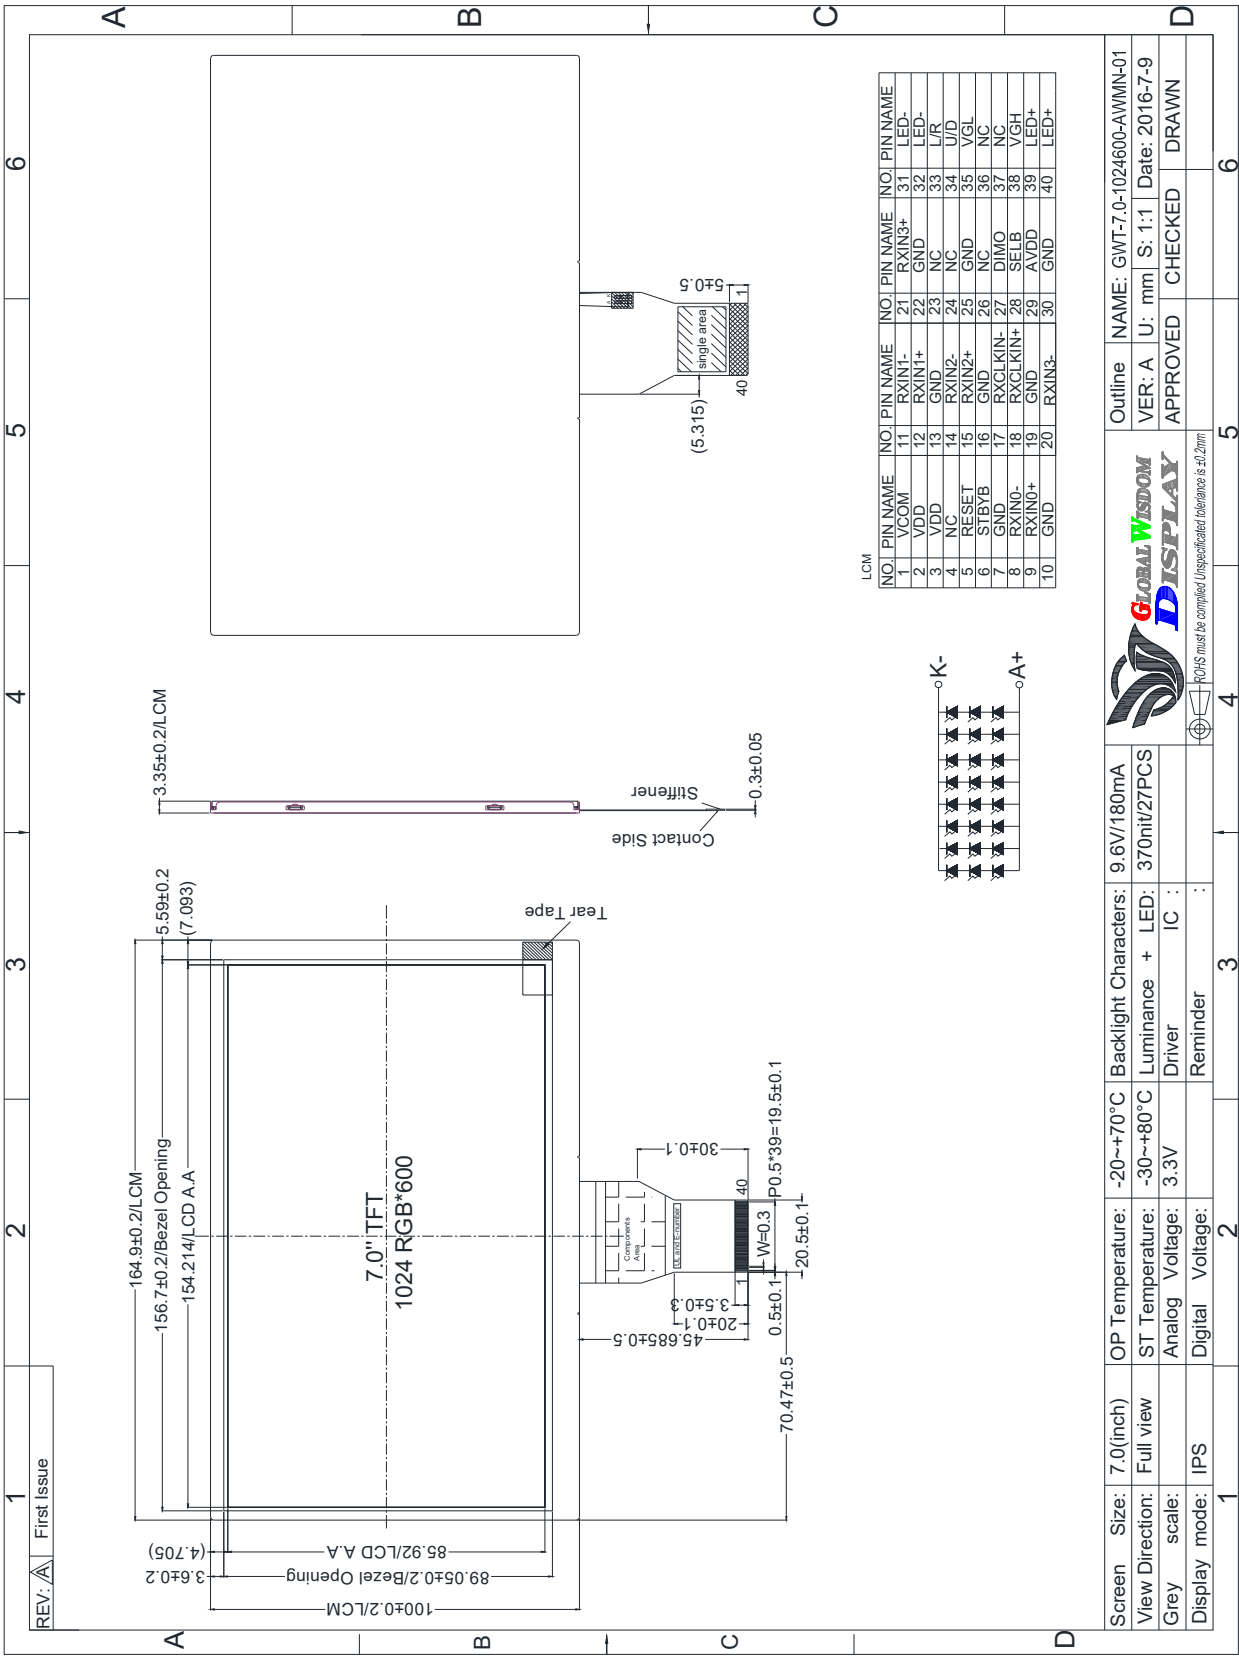 1
2
3
4
5
6
A
B
C
D
REV: A First Issue
164.9±0.2/LCM
156.7±0.2/Bezel Opening
154.214/LCD A.A
5.59±0.2
(7.093)
100±0.2/LCM
89.05±0.2/Bezel Opening
85.92/LCD A.A
3.6±0.2
(4.705)
7.0" TFT
1024 RGB*600
Tear Tape
Components
Area
UL and E-number
1
40
30±0.1
3.5±0.3
20±0.1
45.685±0.5
0.5±0.1
W=0.3
P0.5*39=19.5±0.1
20.5±0.1
70.47±0.5
3.35±0.2/LCM
Stiffener
Contact Side
0.3±0.05
single area
5±0.5
1
40
(5.315)
K-
A+
LCM
NO. PIN NAME NO. PIN NAME NO. PIN NAME NO. PIN NAME
1 VCOM 11 RXIN1- 21 RXIN3+ 31 LED-
2 VDD 12 RXIN1+ 22 GND 32 LED-
3 VDD 13 GND 23 NC 33 L/R
4 NC 14 RXIN2- 24 NC 34 U/D
5 RESET 15 RXIN2+ 25 GND 35 VGL
6 STBYB 16 GND 26 NC 36 NC
7 GND 17 RXCLKIN- 27 DIMO 37 NC
8 RXIN0- 18 RXCLKIN+ 28 SELB 38 VGH
9 RXIN0+ 19 GND 29 AVDD 39 LED+
10 GND 20 RXIN3- 30 GND 40 LED+
Screen Size: 7.0(inch) OP Temperature: -20~+70°C Backlight Characters: 9.6V/180mA
View Direction: Full view ST Temperature: -30~+80°C Luminance + LED: 370nit/27PCS
Grey scale: Analog Voltage: 3.3V Driver IC :
Display mode: IPS Digital Voltage: Reminder :
GLOBAL WISDOM
DISPLAY
ROHS must be complied Unspecificated tolerlance is ±0.2mm
Outline NAME: GWT-7.0-1024600-AWMN-01
VER: A U: mm S: 1:1 Date: 2016-7-9
APPROVED CHECKED DRAWN
A
B
C
D
1
2
3
4
5
6